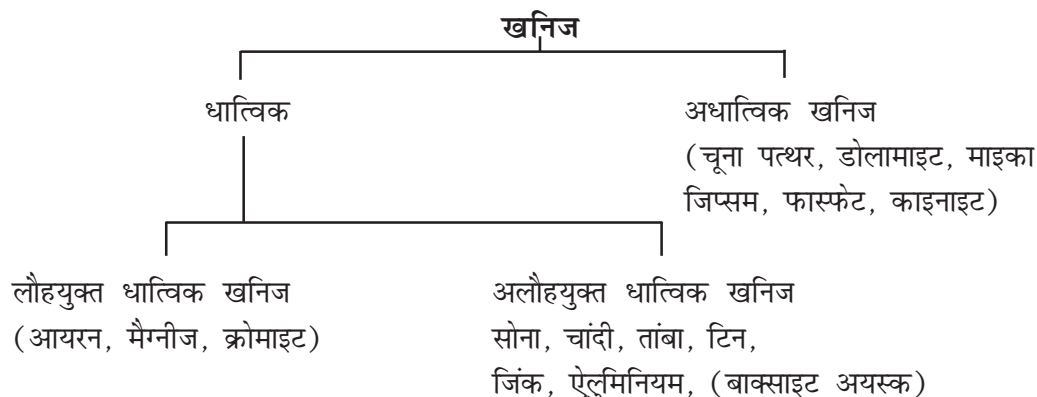 खनिज
धात्विक
अधात्विक खनिज
(चूना पत्थर, डोलामाइट, माइका
जिप्सम, फास्फेट, काइनाइट)
लौहयुक्त धात्विक खनिज
(आयरन, मैग्नीज, क्रोमाइट)
अलौहयुक्त धात्विक खनिज
सोना, चांदी, तांबा, टिन,
जिंक, ऐलुमिनियम, (बाक्साइट अयस्क)